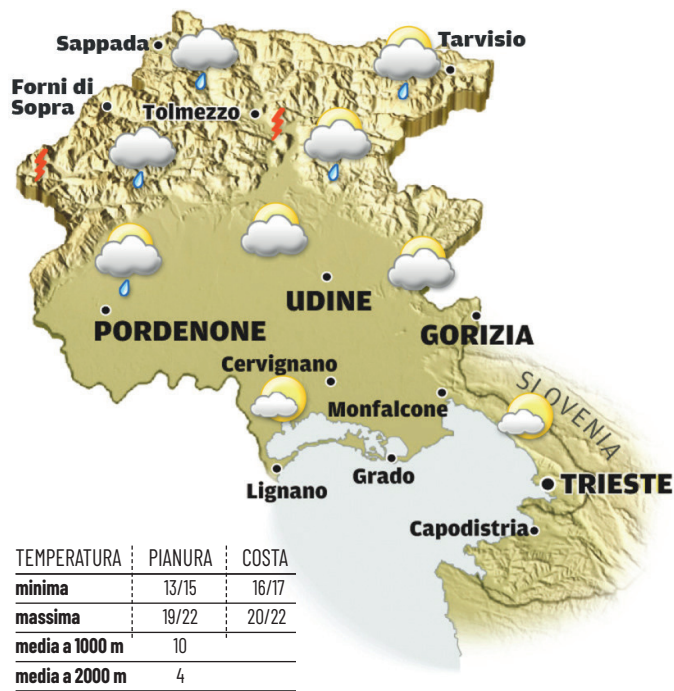 Sappada
Tarvisio
Forni di
Sopra
Tolmezzo
UDINE
PORDENONE
GORIZIA
Cervignano
SLOVENIA
Monfalcone
Grado
Lignano
TRIESTE
Capodistria
TEMPERATURA PIANURA COSTA
minima 13/15 16/17
massima 19/22 20/22
media a 1000 m 10
media a 2000 m 4